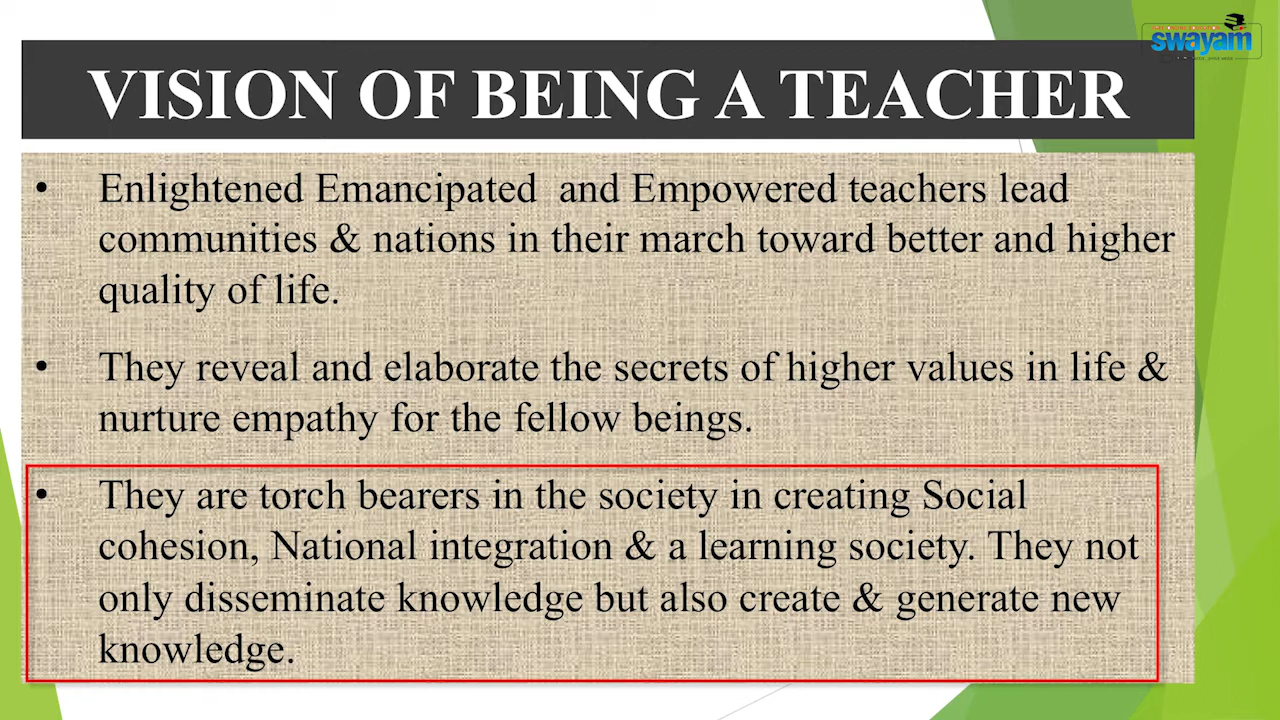 swayam
VISION OF BEING A TEACHER
• Enlightened Emancipated and Empowered teachers lead
communities & nations in their march toward better and higher
quality of life.
• They reveal and elaborate the secrets of higher values in life &
nurture empathy for the fellow beings.
• They are torch bearers in the society in creating Social
cohesion, National integration & a learning society. They not
only disseminate knowledge but also create & generate new
knowledge.